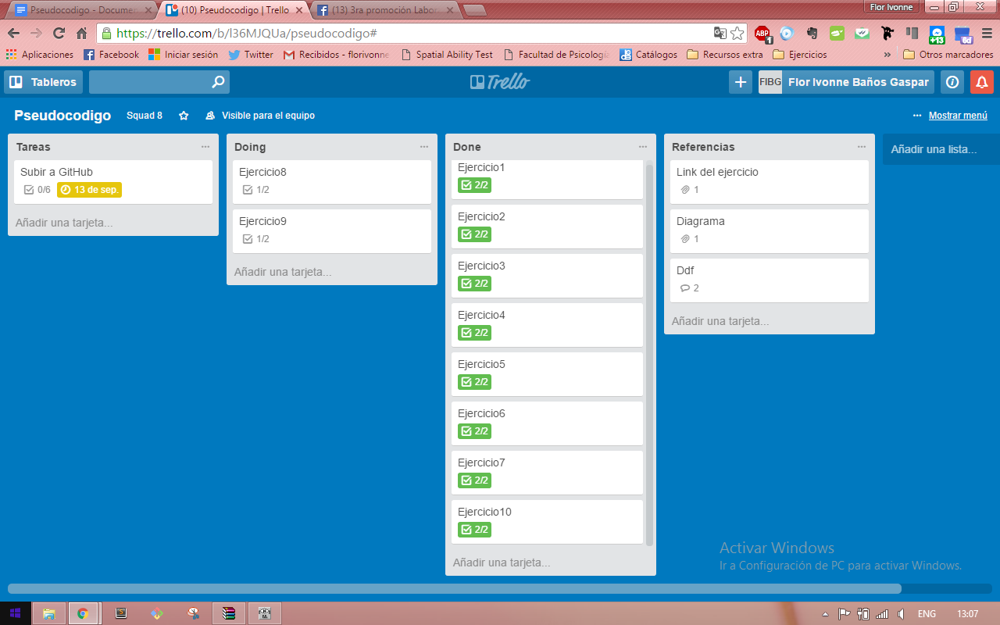 Pseudocodigo - Documen
(10) Pseudocodigo | Trello
(13) 3ra promoción Labor
Flor Ivonne
https://trello.com/b/l36MJQUa/pseudocodigo#
ABP 1
+13
6d
Aplicaciones
Facebook
Iniciar sesión
Twitter
Recibidos - florivonne
Spatial Ability Test
Facultad de Psicología
Catálogos
Recursos extra
Ejercicios
»
Otros marcadores
Tableros
Trello
FIBG
Flor Ivonne Baños Gaspar
Pseudocodigo
Squad 8
Visible para el equipo
Mostrar menú
Tareas
Subir a GitHub
0/6
13 de sep.
Añadir una tarjeta...
Doing
Ejercicio8
1/2
Ejercicio9
1/2
Añadir una tarjeta...
Done
Ejercicio1
2/2
Ejercicio2
2/2
Ejercicio3
2/2
Ejercicio4
2/2
Ejercicio5
2/2
Ejercicio6
2/2
Ejercicio7
2/2
Ejercicio10
2/2
Añadir una tarjeta...
Referencias
Link del ejercicio
1
Diagrama
1
Ddf
2
Añadir una tarjeta...
Añadir una lista...
Activar Windows
Ir a Configuración de PC para activar Windows.
ENG
13:07